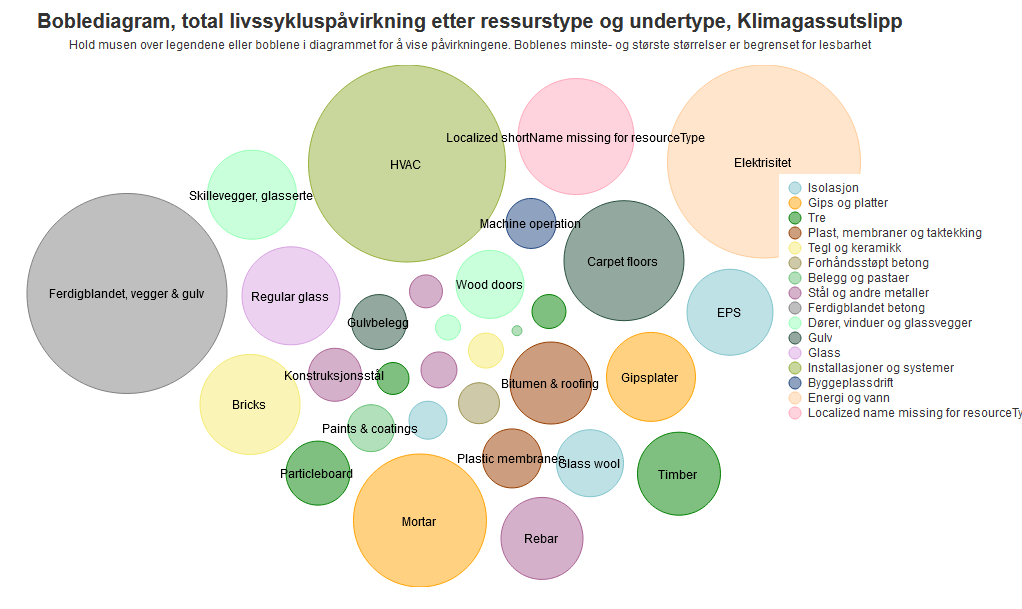 Boblediagram, total livssykluspåvirkning etter ressurstype og undertype, Klimagassutslipp
Hold musen over legendene eller boblene i diagrammet for å vise påvirkningene. Boblenes minste- og største størrelser er begrenset for lesbarhet
Localized shortName missing for resourceType
HVAC
Elektrisitet
Skillevegger, glasserte
Machine operation
Carpet floors
Wood doors
Ferdigblandet, vegger & gulv
Regular glass
EPS
Gulvbelegg
Konstruksjonsstål
Gipsplater
Bitumen & roofing
Bricks
Paints & coatings
Plastic membranes
Glass wool
Particleboard
Timber
Mortar
Rebar
Isolasjon
Gips og platter
Tre
Plast, membraner og taktekking
Tegl og keramikk
Forhåndsstøpt betong
Belegg og pastaer
Stål og andre metaller
Ferdigblandet betong
Dører, vinduer og glassvegger
Gulv
Glass
Installasjoner og systemer
Byggeplassdrift
Energi og vann
Localized name missing for resourceTy